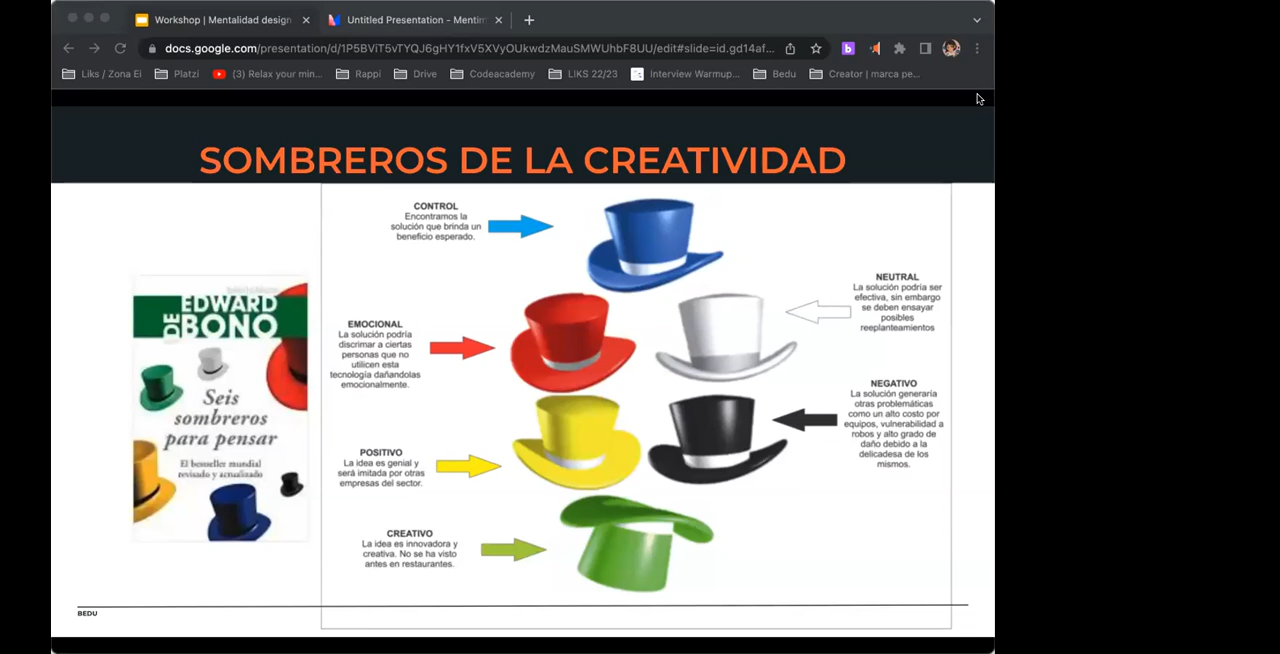 Workshop | Mentalidad design
Untitled Presentation - Mentim
docs.google.com/presentation/d/1P5BViT5vTYQJ6gHY1fxV5XVyOUkwdzMauSMWUhbF8UU/edit#slide=id.gd14af...
Liks / Zona Ei
Platzi
(3) Relax your min...
Rappi
Drive
Codeacademy
LIKS 22/23
Interview Warmup...
Bedu
Creator | marca pe...
SOMBREROS DE LA CREATIVIDAD
CONTROL
Encontramos la
solución que brinda un
beneficio esperado.
NEUTRAL
La solución podría ser
efectiva, sin embargo
se deben ensayar
posibles
reeplanteamientos
EMOCIONAL
La solución podría
discrimar a ciertas
personas que no
utilicen esta
tecnología dañandolas
emocionalmente.
NEGATIVO
La solución generaría
otras problemáticas
como un alto costo por
equipos, vulnerabilidad a
robos y alto grado de
daño debido a la
delicadesa de los
mismos.
POSITIVO
La idea es genial y
será imitada por otras
empresas del sector.
CREATIVO
La idea es innovadora y
creativa. No se ha visto
antes en restaurantes.
EDWARD
DE BONO
Seis
sombreros
para pensar
El bestseller mundial
revisado y actualizado
BEDU